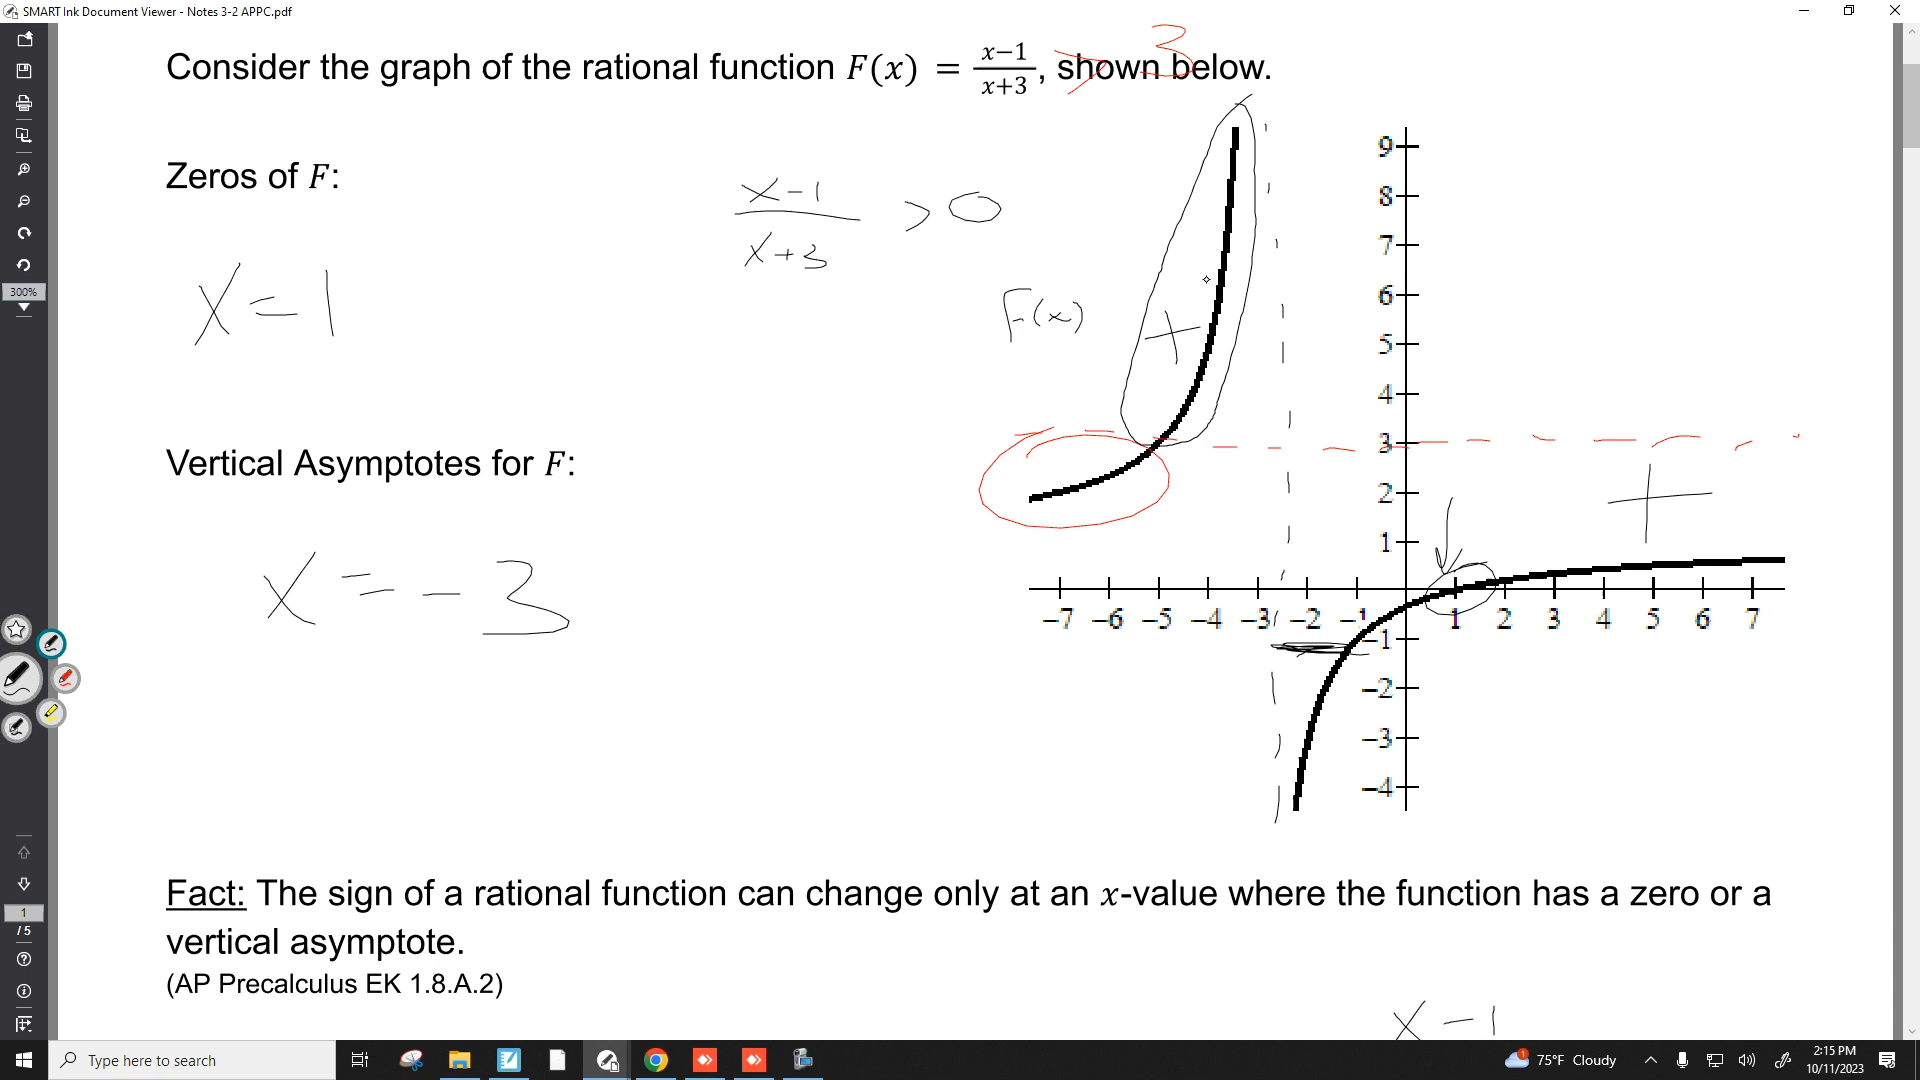 SMART Ink Document Viewer - Notes 3-2 APPC.pdf
Consider the graph of the rational function F(x) = (x−1)/(x+3), shown below.
> 3
Zeros of F:
x = 1
x-1
x+3
> 0
F(x)
+
+
Vertical Asymptotes for F:
x = -3
9
8
7
6
5
4
3
2
1
−7 −6 −5 −4 −3 −2 −1 1 2 3 4 5 6 7
−1
−2
−3
−4
Fact: The sign of a rational function can change only at an x-value where the function has a zero or a
vertical asymptote.
(AP Precalculus EK 1.8.A.2)
x-1
300%
1
/ 5
Type here to search
1
75°F Cloudy
2:15 PM
10/11/2023